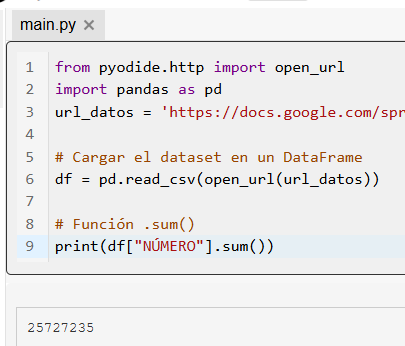 main.py ×
1 from pyodide.http import open_url
2 import pandas as pd
3 url_datos = 'https://docs.google.com/spr
4
5 # Cargar el dataset en un DataFrame
6 df = pd.read_csv(open_url(url_datos))
7
8 # Función .sum()
9 print(df["NÚMERO"].sum())
25727235